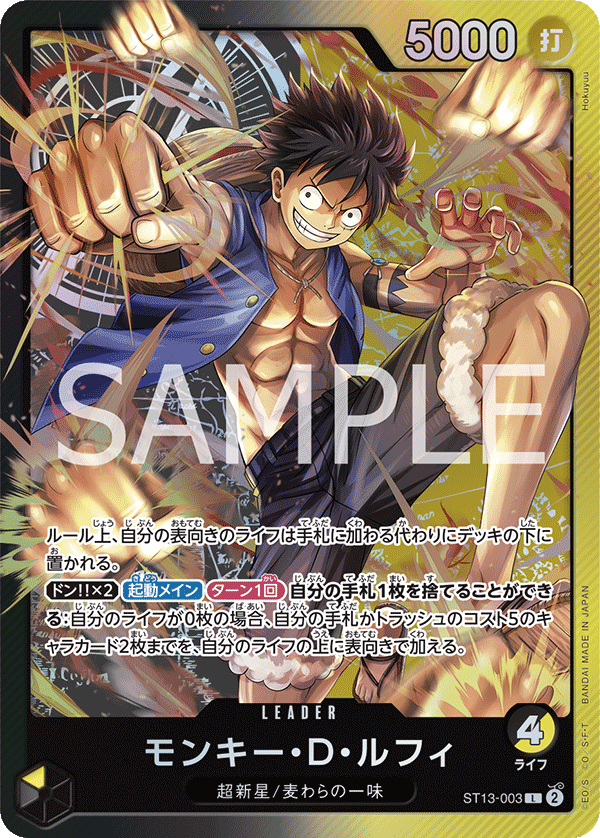 5000
打
Hokuyuu
SAMPLE
ルール上、自分の表向きのライフは手札に加わる代わりにデッキの下に
置かれる。
ドン!!×2 起動メイン ターン1回 自分の手札1枚を捨てることができ
る:自分のライフが0枚の場合、自分の手札かトラッシュのコスト5のキ
ャラカード2枚までを、自分のライフの上に表向きで加える。
LEADER
モンキー・D・ルフィ
4
ライフ
超新星/麦わらの一味
ST13-003 L 2
©E.O/S. ©O./S.・F・T BANDAI MADE IN JAPAN